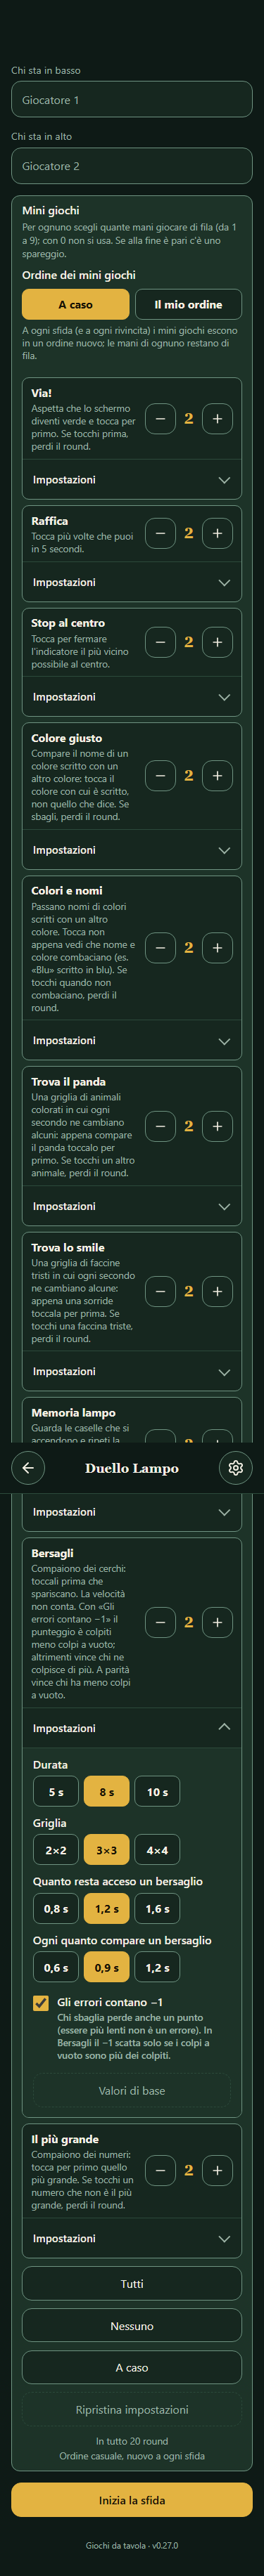 Chi sta in basso
Giocatore 1
Chi sta in alto
Giocatore 2
Mini giochi
Per ognuno scegli quante mani giocare di fila (da 1
a 9); con 0 non si usa. Se alla fine è pari c'è uno
spareggio.
Ordine dei mini giochi
A caso
Il mio ordine
A ogni sfida (e a ogni rivincita) i mini giochi escono
in un ordine nuovo; le mani di ognuno restano di
fila.
Via!
Aspetta che lo schermo
diventi verde e tocca per
primo. Se tocchi prima,
perdi il round.
− 2 +
Impostazioni
Raffica
Tocca più volte che puoi
in 5 secondi.
− 2 +
Impostazioni
Stop al centro
Tocca per fermare
l'indicatore il più vicino
possibile al centro.
− 2 +
Impostazioni
Colore giusto
Compare il nome di un
colore scritto con un
altro colore: tocca il
colore con cui è scritto,
non quello che dice. Se
sbagli, perdi il round.
− 2 +
Impostazioni
Colori e nomi
Passano nomi di colori
scritti con un altro
colore. Tocca non
appena vedi che nome e
colore combaciano (es.
«Blu» scritto in blu). Se
tocchi quando non
combaciano, perdi il
round.
− 2 +
Impostazioni
Trova il panda
Una griglia di animali
colorati in cui ogni
secondo ne cambiano
alcuni: appena compare
il panda toccalo per
primo. Se tocchi un altro
animale, perdi il round.
− 2 +
Impostazioni
Trova lo smile
Una griglia di faccine
tristi in cui ogni secondo
ne cambiano alcune:
appena una sorride
toccala per prima. Se
tocchi una faccina triste,
perdi il round.
− 2 +
Impostazioni
Memoria lampo
Guarda le caselle che si
accendono e ripeti la
Duello Lampo
Impostazioni
Bersagli
Compaiono dei cerchi:
toccali prima che
spariscano. La velocità
non conta. Con «Gli
errori contano −1» il
punteggio è colpiti
meno colpi a vuoto;
altrimenti vince chi ne
colpisce di più. A parità
vince chi ha meno colpi
a vuoto.
− 2 +
Impostazioni
Durata
5 s
8 s
10 s
Griglia
2×2
3×3
4×4
Quanto resta acceso un bersaglio
0,8 s
1,2 s
1,6 s
Ogni quanto compare un bersaglio
0,6 s
0,9 s
1,2 s
Gli errori contano −1
Chi sbaglia perde anche un punto
(essere più lenti non è un errore). In
Bersagli il −1 scatta solo se i colpi a
vuoto sono più dei colpiti.
Valori di base
Il più grande
Compaiono dei numeri:
tocca per primo quello
più grande. Se tocchi un
numero che non è il più
grande, perdi il round.
− 2 +
Impostazioni
Tutti
Nessuno
A caso
Ripristina impostazioni
In tutto 20 round
Ordine casuale, nuovo a ogni sfida
Inizia la sfida
Giochi da tavola · v0.27.0